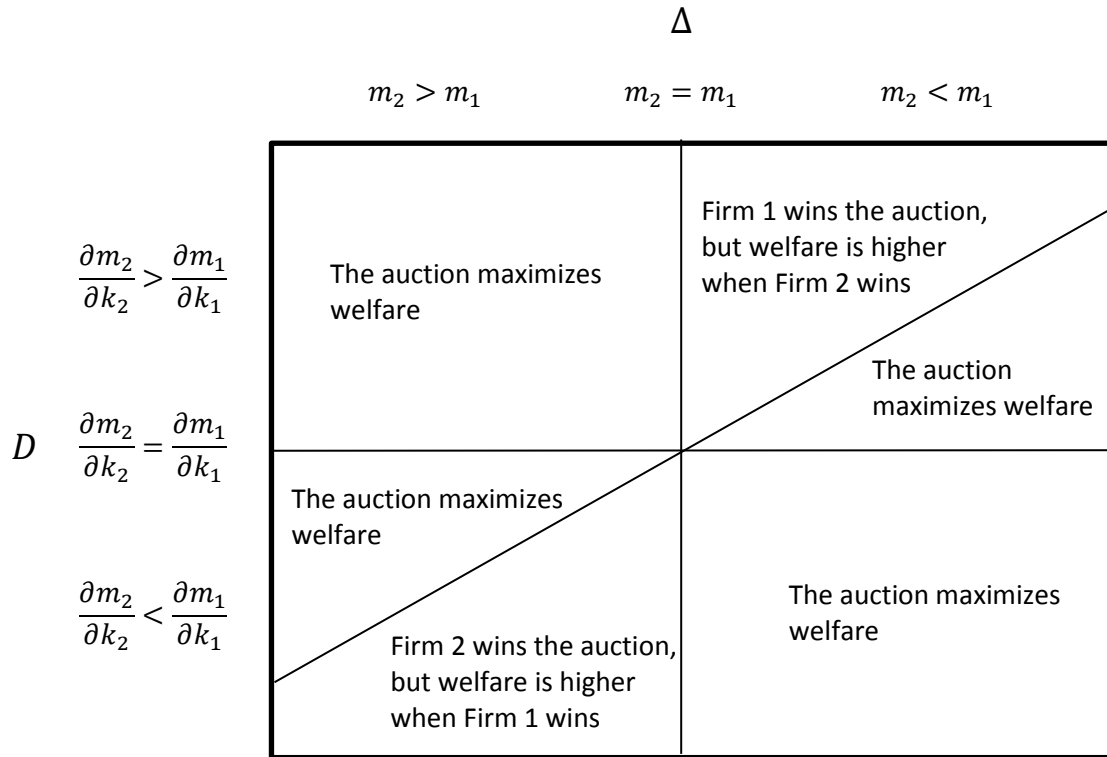 Δ
m₂ > m₁ m₂ = m₁ m₂ < m₁
Firm 1 wins the auction,
but welfare is higher
when Firm 2 wins
∂m₂/∂k₂ > ∂m₁/∂k₁
The auction maximizes
welfare
The auction
maximizes welfare
D ∂m₂/∂k₂ = ∂m₁/∂k₁
The auction maximizes
welfare
∂m₂/∂k₂ < ∂m₁/∂k₁
The auction maximizes
welfare
Firm 2 wins the auction,
but welfare is higher
when Firm 1 wins